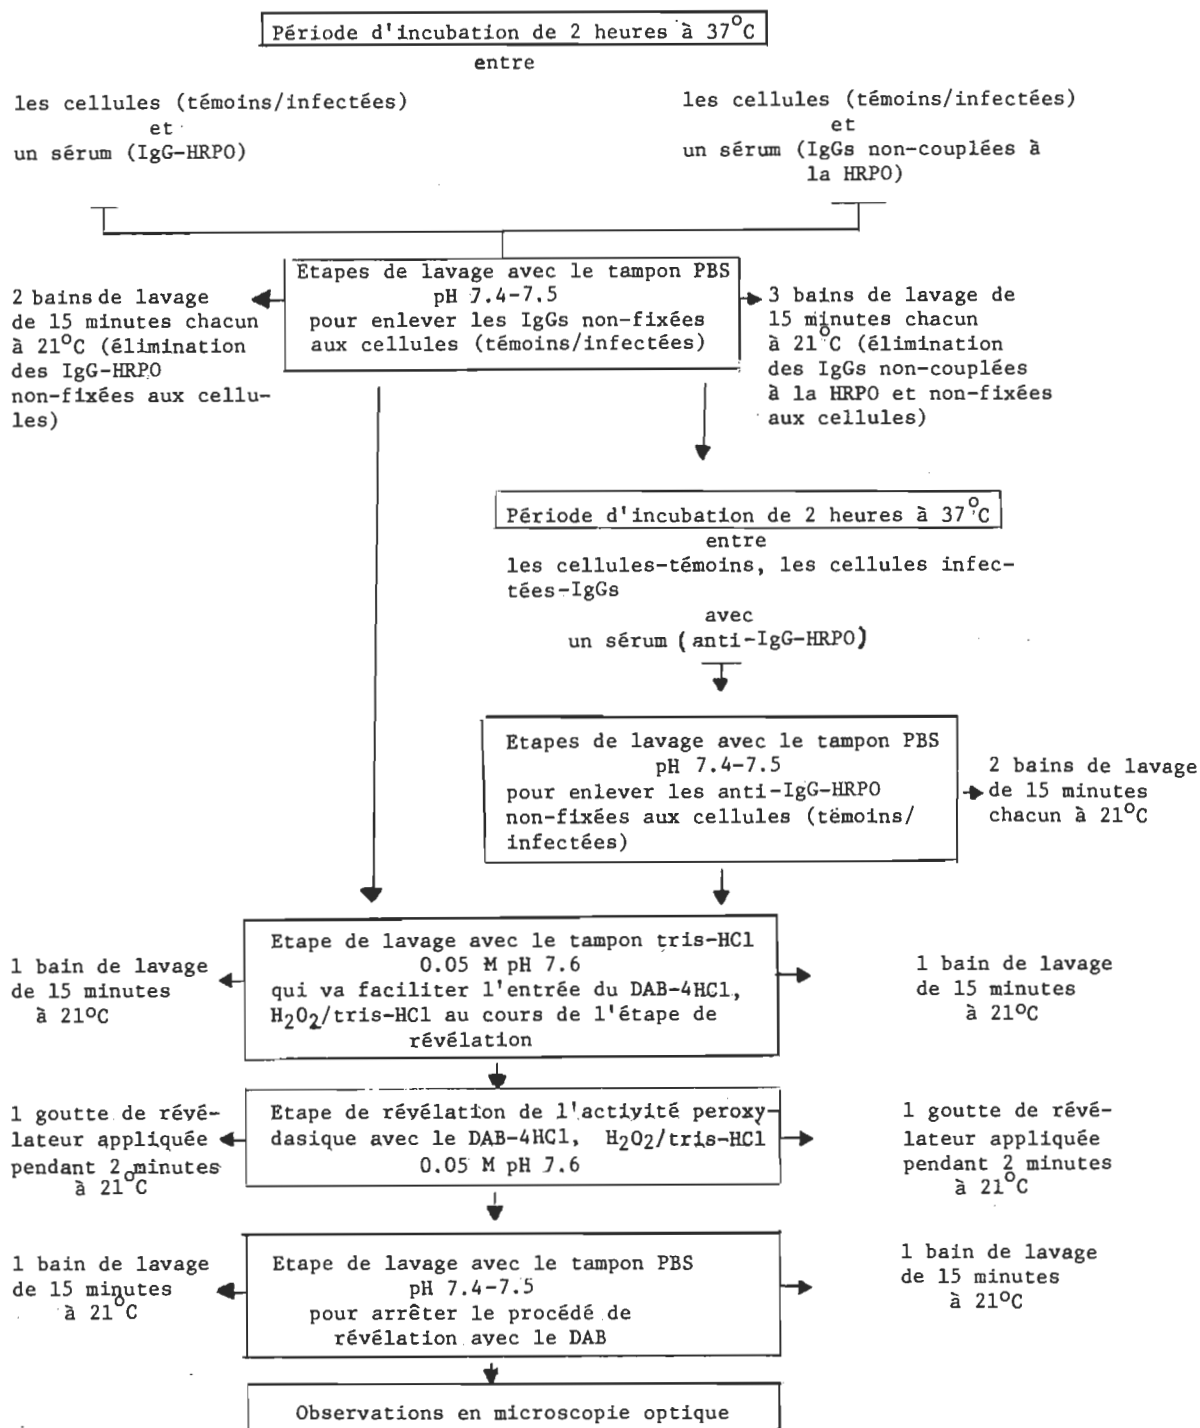 Période d'incubation de 2 heures à 37°C
entre
les cellules (témoins/infectées)
et
un sérum (IgG-HRPO)
les cellules (témoins/infectées)
et
un sérum (IgGs non-couplées à
la HRPO)
Etapes de lavage avec le tampon PBS
pH 7.4-7.5
pour enlever les IgGs non-fixées
aux cellules (témoins/infectées)
2 bains de lavage
de 15 minutes chacun
à 21°C (élimination
des IgG-HRPO
non-fixées aux cellu-
les)
3 bains de lavage de
15 minutes chacun
à 21°C (élimination
des IgGs non-couplées
à la HRPO et non-fixées
aux cellules)
Période d'incubation de 2 heures à 37°C
entre
les cellules-témoins, les cellules infec-
tées-IgGs
avec
un sérum (anti-IgG-HRPO)
Etapes de lavage avec le tampon PBS
pH 7.4-7.5
pour enlever les anti-IgG-HRPO
non-fixées aux cellules (tëmoins/
infectées)
2 bains de lavage
de 15 minutes
chacun à 21°C
Etape de lavage avec le tampon tris-HCl
0.05 M pH 7.6
qui va faciliter l'entrée du DAB-4HCl,
H2O2/tris-HCl au cours de l'étape de
révélation
1 bain de lavage
de 15 minutes
à 21°C
1 bain de lavage
de 15 minutes
à 21°C
Etape de révélation de l'activité peroxy-
dasique avec le DAB-4HCl, H2O2/tris-HCl
0.05 M pH 7.6
1 goutte de révé-
lateur appliquée
pendant 2 minutes
à 21°C
1 goutte de révé-
lateur appliquée
pendant 2 minutes
à 21°C
Etape de lavage avec le tampon PBS
pH 7.4-7.5
pour arrêter le procédé de
révélation avec le DAB
1 bain de lavage
de 15 minutes
à 21°C
1 bain de lavage
de 15 minutes
à 21°C
Observations en microscopie optique